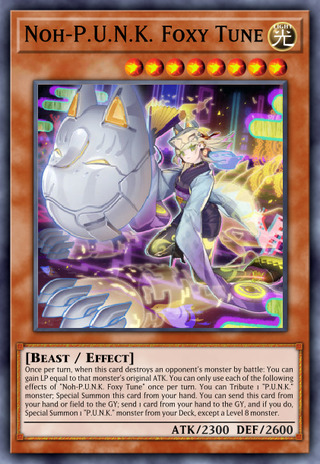 NOH-P.U.N.K. FOXY TUNE
LIGHT
光
[BEAST / EFFECT]
Once per turn, when this card destroys an opponent's monster by battle: You can
gain LP equal to that monster's original ATK. You can only use each of the following
effects of "Noh-P.U.N.K. Foxy Tune" once per turn. You can Tribute 1 "P.U.N.K."
monster; Special Summon this card from your hand. You can send this card from
your hand or field to the GY; send 1 card from your hand to the GY, and if you do,
Special Summon 1 "P.U.N.K." monster from your Deck, except a Level 8 monster.
ATK/2300 DEF/2600